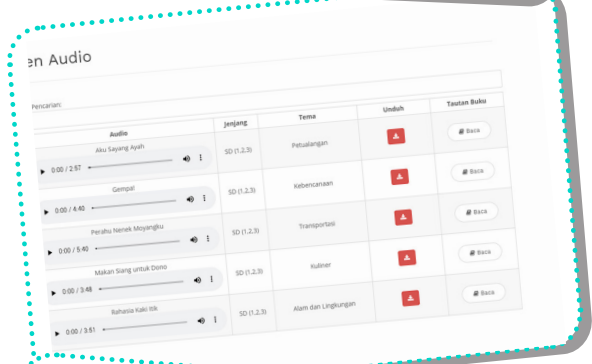 en Audio
Pencarian:
Audio Jenjang Tema Unduh Tautan Buku
Aku Sayang Ayah
0:00 / 2:57 SD (1,2,3) Petualangan Baca
Gempa!
0:00 / 4:40 SD (1,2,3) Kebencanaan Baca
Perahu Nenek Moyangku
0:00 / 5:40 SD (1,2,3) Transportasi Baca
Makan Siang untuk Dono
0:00 / 3:48 SD (1,2,3) Kuliner Baca
Rahasia Kaki Itik
0:00 / 3:51 SD (1,2,3) Alam dan Lingkungan Baca